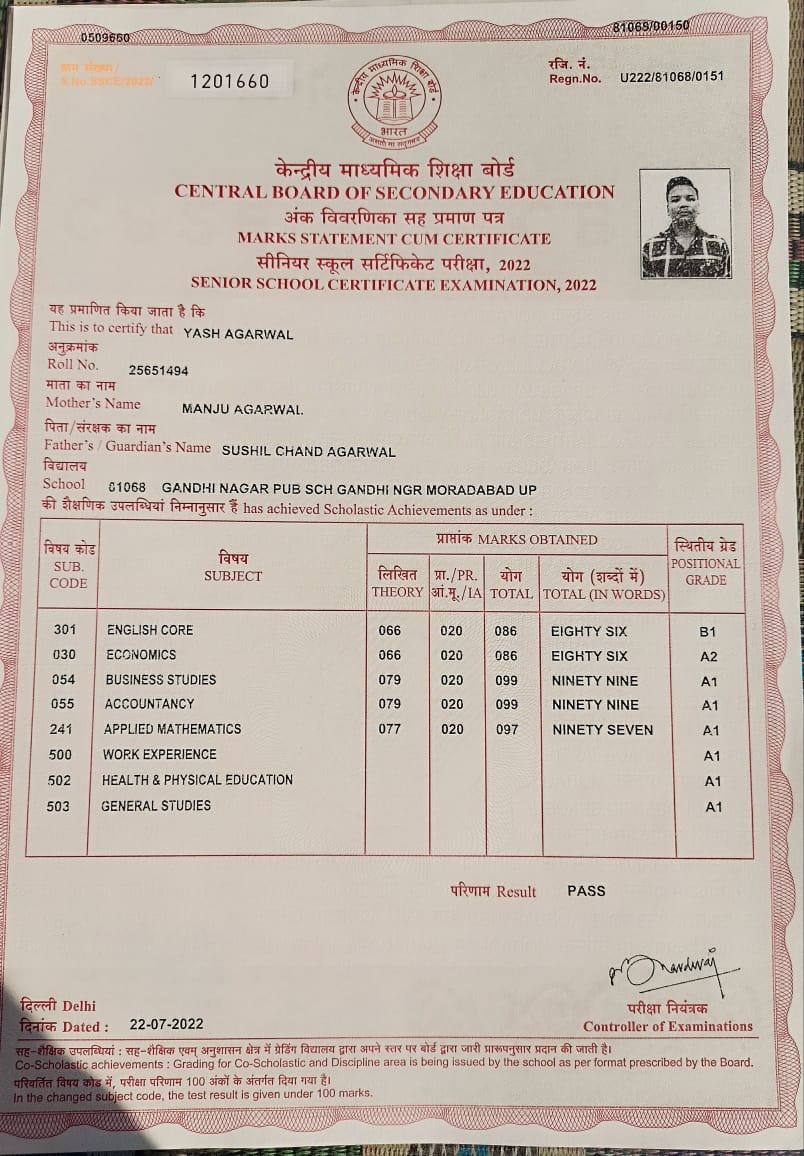 0509660
81068/00150
क्रम संख्या/
S.No.SSCE/2022/
1201660
रजि. नं.
Regn.No. U222/81068/0151
केन्द्रीय माध्यमिक शिक्षा बोर्ड
भारत
असतो मा सद्गमय
केन्द्रीय माध्यमिक शिक्षा बोर्ड
CENTRAL BOARD OF SECONDARY EDUCATION
अंक विवरणिका सह प्रमाण पत्र
MARKS STATEMENT CUM CERTIFICATE
सीनियर स्कूल सर्टिफिकेट परीक्षा, 2022
SENIOR SCHOOL CERTIFICATE EXAMINATION, 2022
यह प्रमाणित किया जाता है कि
This is to certify that YASH AGARWAL
अनुक्रमांक
Roll No. 25651494
माता का नाम
Mother's Name MANJU AGARWAL
पिता/संरक्षक का नाम
Father's / Guardian's Name SUSHIL CHAND AGARWAL
विद्यालय
School 81068 GANDHI NAGAR PUB SCH GANDHI NGR MORADABAD UP
की शैक्षणिक उपलब्धियां निम्नानुसार हैं has achieved Scholastic Achievements as under :
विषय कोड SUB. CODE
विषय SUBJECT
प्राप्तांक MARKS OBTAINED
लिखित THEORY
प्रा./PR. आं.मू./IA
योग TOTAL
योग (शब्दों में) TOTAL (IN WORDS)
स्थितीय ग्रेड POSITIONAL GRADE
301 ENGLISH CORE 066 020 086 EIGHTY SIX B1
030 ECONOMICS 066 020 086 EIGHTY SIX A2
054 BUSINESS STUDIES 079 020 099 NINETY NINE A1
055 ACCOUNTANCY 079 020 099 NINETY NINE A1
241 APPLIED MATHEMATICS 077 020 097 NINETY SEVEN A1
500 WORK EXPERIENCE A1
502 HEALTH & PHYSICAL EDUCATION A1
503 GENERAL STUDIES A1
परिणाम Result PASS
दिल्ली Delhi
दिनांक Dated : 22-07-2022
परीक्षा नियंत्रक
Controller of Examinations
सह-शैक्षिक उपलब्धियां : सह-शैक्षिक एवम् अनुशासन क्षेत्र में ग्रेडिंग विद्यालय द्वारा अपने स्तर पर बोर्ड द्वारा जारी प्रारूपनुसार प्रदान की जाती है।
Co-Scholastic achievements : Grading for Co-Scholastic and Discipline area is being issued by the school as per format prescribed by the Board.
परिवर्तित विषय कोड में, परीक्षा परिणाम 100 अंकों के अंतर्गत दिया गया है।
In the changed subject code, the test result is given under 100 marks.